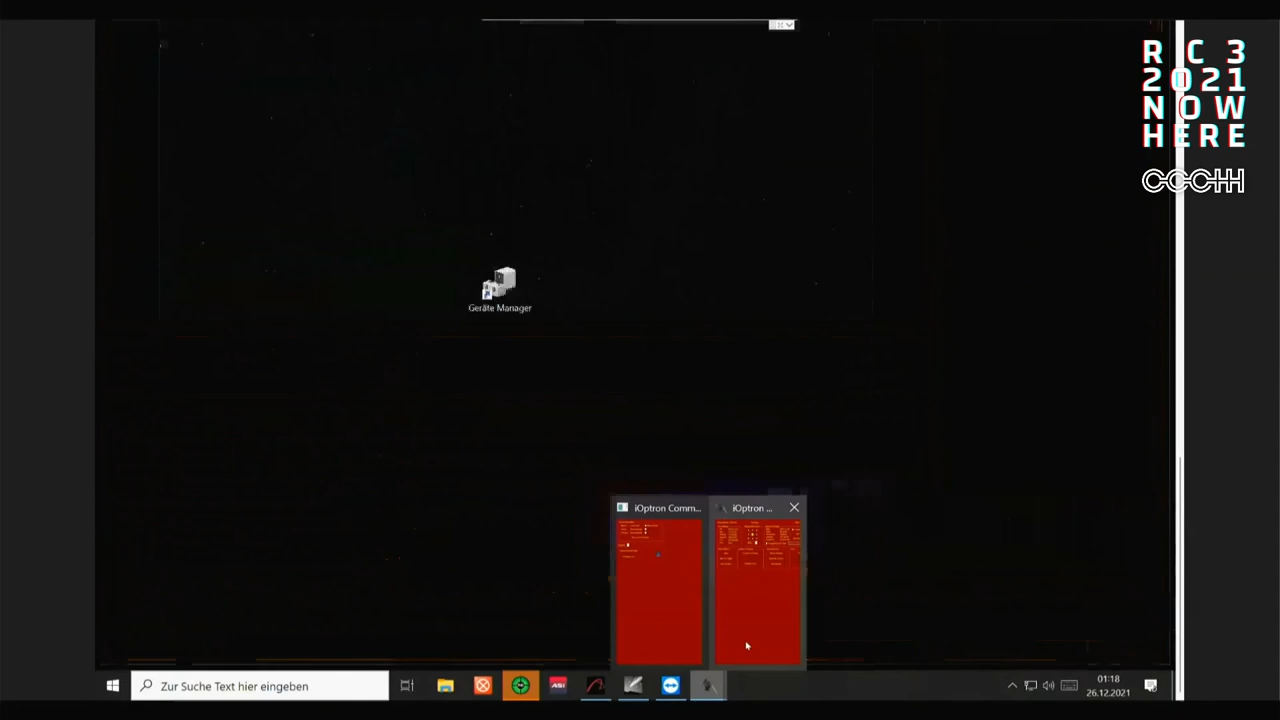 R C 3
2021
NOW
HERE
CCCHH
Geräte Manager
iOptron Comm...
iOptron ...
Zur Suche Text hier eingeben
ASI
01:18
26.12.2021